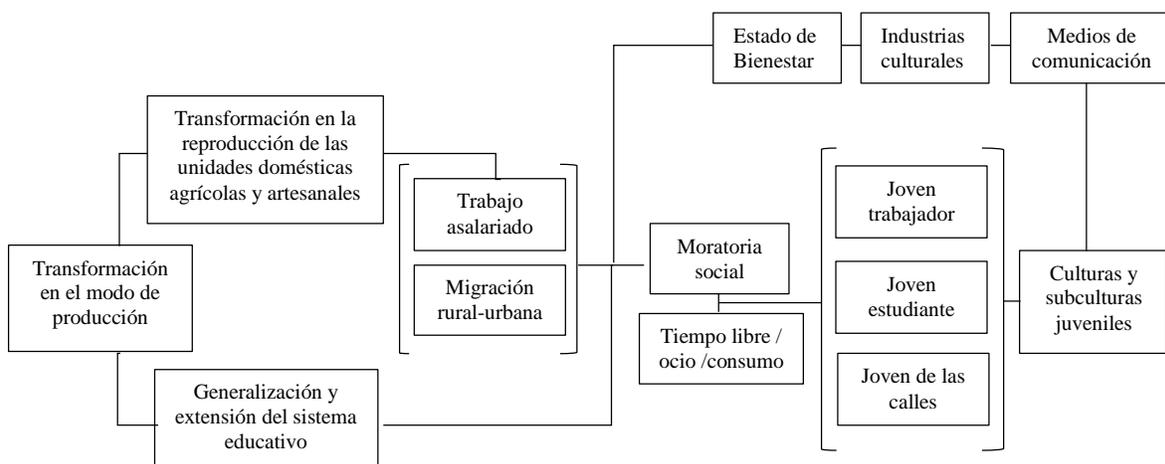 Estado de
Bienestar
Industrias
culturales
Medios de
comunicación
Transformación en la
reproducción de las
unidades domésticas
agrícolas y artesanales
Trabajo
asalariado
Joven
trabajador
Moratoria
social
Transformación
en el modo de
producción
Migración
rural-urbana
Joven
estudiante
Culturas y
subculturas
juveniles
Tiempo libre /
ocio /consumo
Generalización y
extensión del sistema
educativo
Joven de las
calles